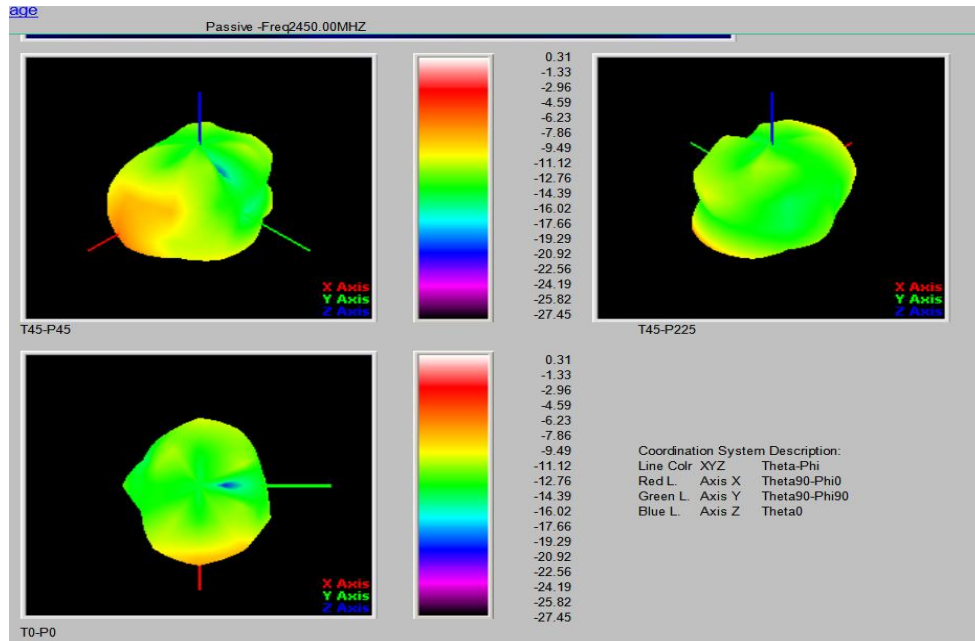 age
Passive -Freq2450.00MHZ
0.31
-1.33
-2.96
-4.59
-6.23
-7.86
-9.49
-11.12
-12.76
-14.39
-16.02
-17.66
-19.29
-20.92
-22.56
-24.19
-25.82
-27.45
X Axis
Y Axis
Z Axis
X Axis
Y Axis
Z Axis
T45-P45
T45-P225
0.31
-1.33
-2.96
-4.59
-6.23
-7.86
-9.49
-11.12
-12.76
-14.39
-16.02
-17.66
-19.29
-20.92
-22.56
-24.19
-25.82
-27.45
Coordination System Description:
Line Colr XYZ Theta-Phi
Red L. Axis X Theta90-Phi0
Green L. Axis Y Theta90-Phi90
Blue L. Axis Z Theta0
X Axis
Y Axis
Z Axis
T0-P0